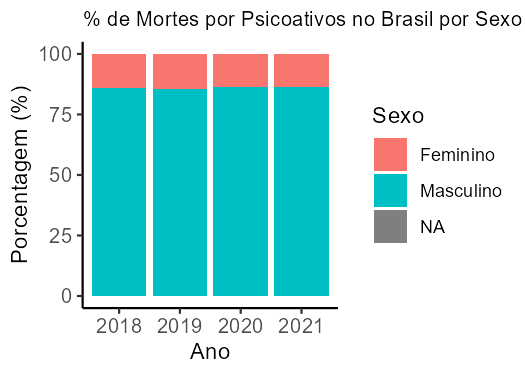 % de Mortes por Psicoativos no Brasil por Sexo
100
75
50
25
0
Porcentagem (%)
2018 2019 2020 2021
Ano
Sexo
Feminino
Masculino
NA